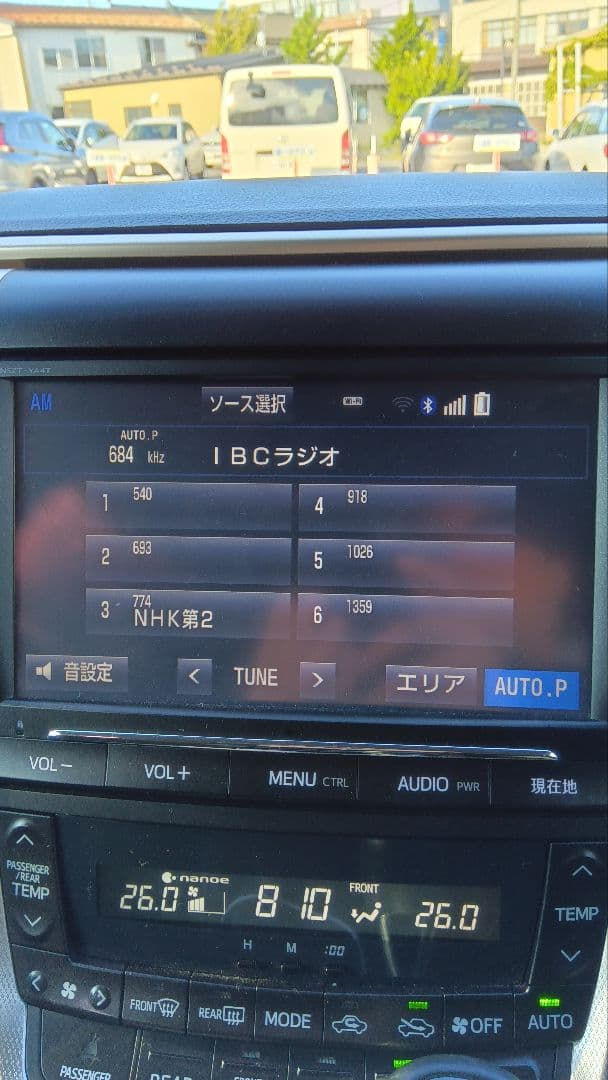 NSZT-YA4T
AM
ソース選択
AUTO.P
684 kHz IBCラジオ
1 540
4 918
2 693
5 1026
3 774 NHK第2
6 1359
音設定
< TUNE >
エリア
AUTO.P
VOL−
VOL+
MENU CTRL
AUDIO PWR
現在地
PASSENGER
/REAR
TEMP
nanoe
26.0
8 10
FRONT
26.0
TEMP
H M :00
FRONT
REAR
MODE
OFF
AUTO
PASSENGER
REAR